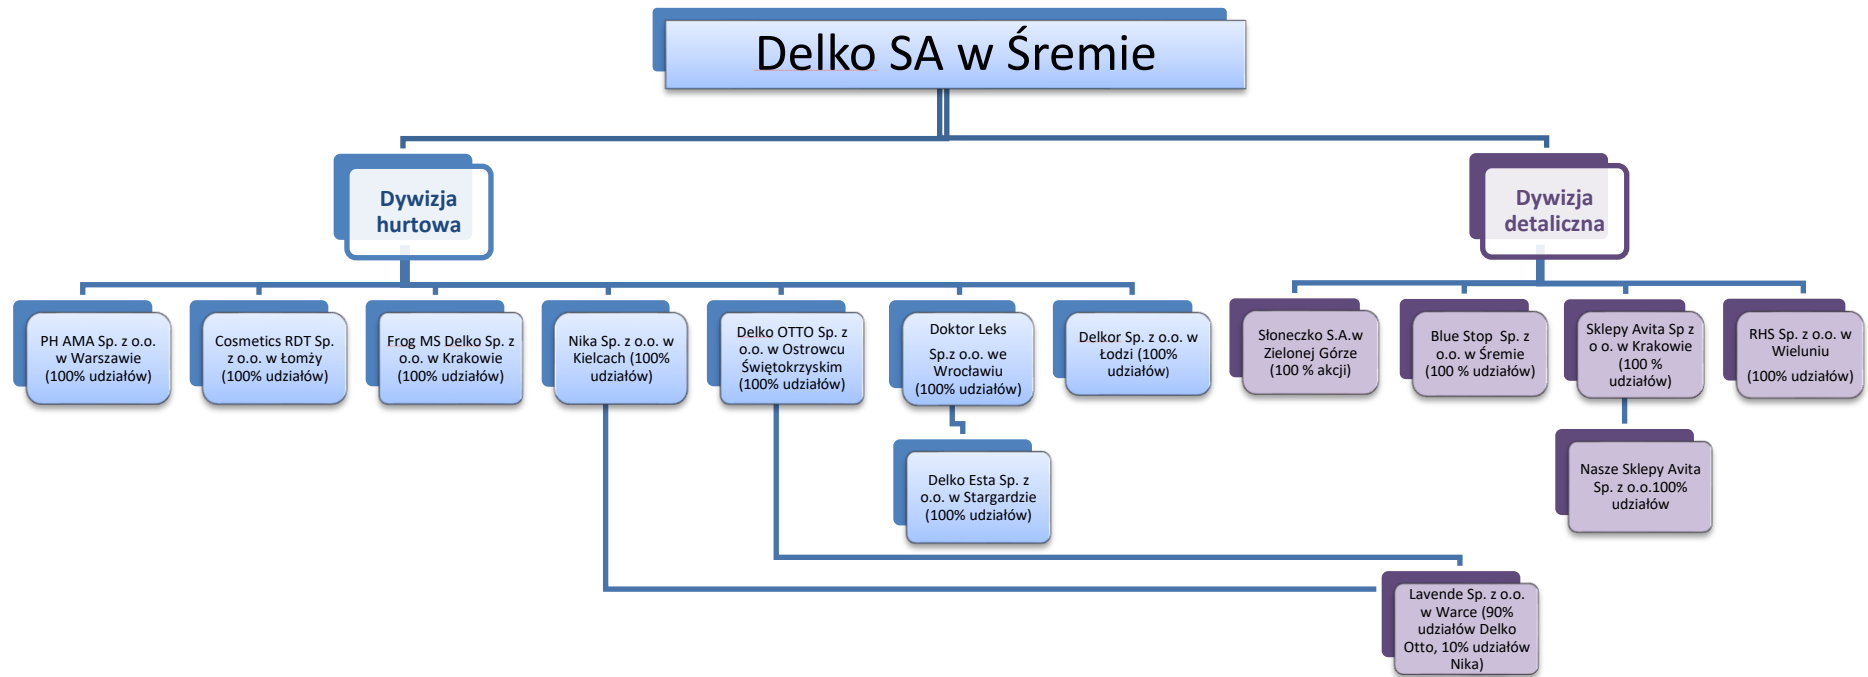 Delko SA w Śremie
Dywizja
hurtowa
Dywizja
detaliczna
PH AMA Sp. z o.o.
w Warszawie
(100% udziałów)
Cosmetics RDT Sp.
z o.o. w Łomży
(100% udziałów)
Frog MS Delko Sp. z
o.o. w Krakowie
(100% udziałów)
Nika Sp. z o.o. w
Kielcach (100%
udziałów)
Delko OTTO Sp. z
o.o. w Ostrowcu
Świętokrzyskim
(100% udziałów)
Doktor Leks
Sp.z o.o. we
Wrocławiu
(100% udziałów)
Delkor Sp. z o.o. w
Łodzi (100%
udziałów)
Słoneczko S.A.w
Zielonej Górze
(100 % akcji)
Blue Stop Sp. z
o.o. w Śremie
(100 % udziałów)
Sklepy Avita Sp z
o o. w Krakowie
(100 %
udziałów)
RHS Sp. z o.o. w
Wieluniu
(100% udziałów)
Delko Esta Sp. z
o.o. w Stargardzie
(100% udziałów)
Nasze Sklepy Avita
Sp. z o.o.100%
udziałów
Lavende Sp. z o.o.
w Warce (90%
udziałów Delko
Otto, 10% udziałów
Nika)